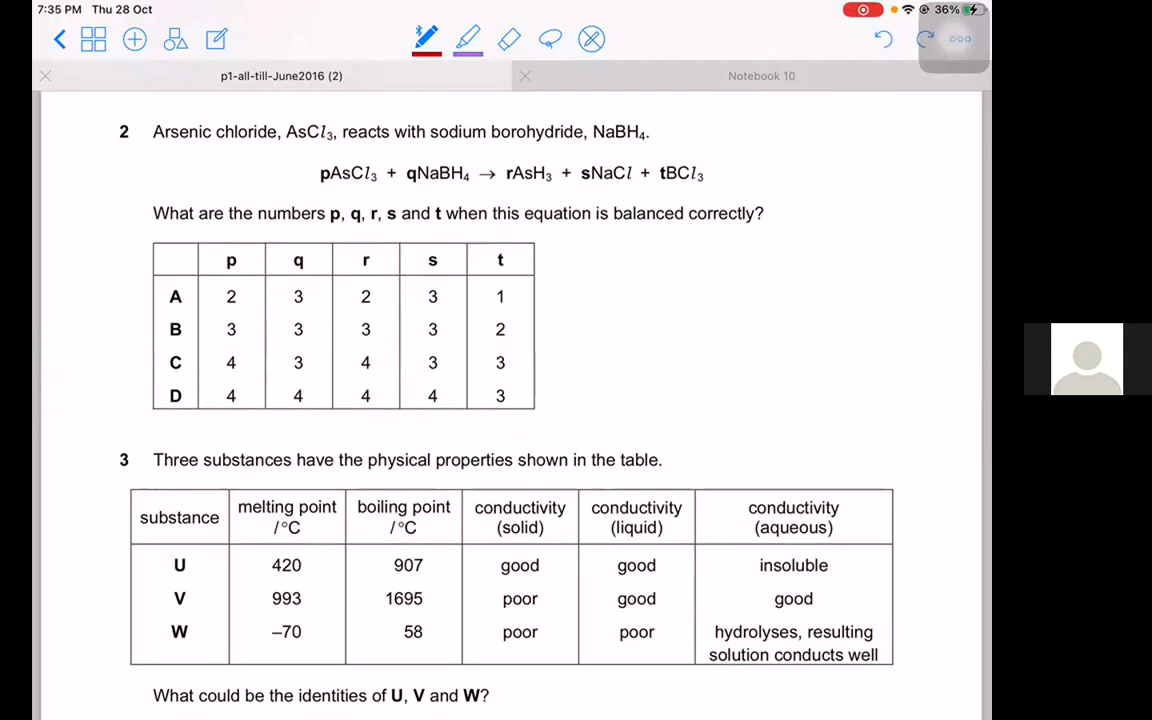 7:35 PM Thu 28 Oct
36%
p1-all-till-June2016 (2)
Notebook 10
2 Arsenic chloride, AsCl₃, reacts with sodium borohydride, NaBH₄.
pAsCl₃ + qNaBH₄ → rAsH₃ + sNaCl + tBCl₃
What are the numbers p, q, r, s and t when this equation is balanced correctly?
p q r s t
A 2 3 2 3 1
B 3 3 3 3 2
C 4 3 4 3 3
D 4 4 4 4 3
3 Three substances have the physical properties shown in the table.
substance melting point /°C boiling point /°C conductivity (solid) conductivity (liquid) conductivity (aqueous)
U 420 907 good good insoluble
V 993 1695 poor good good
W –70 58 poor poor hydrolyses, resulting
solution conducts well
What could be the identities of U, V and W?